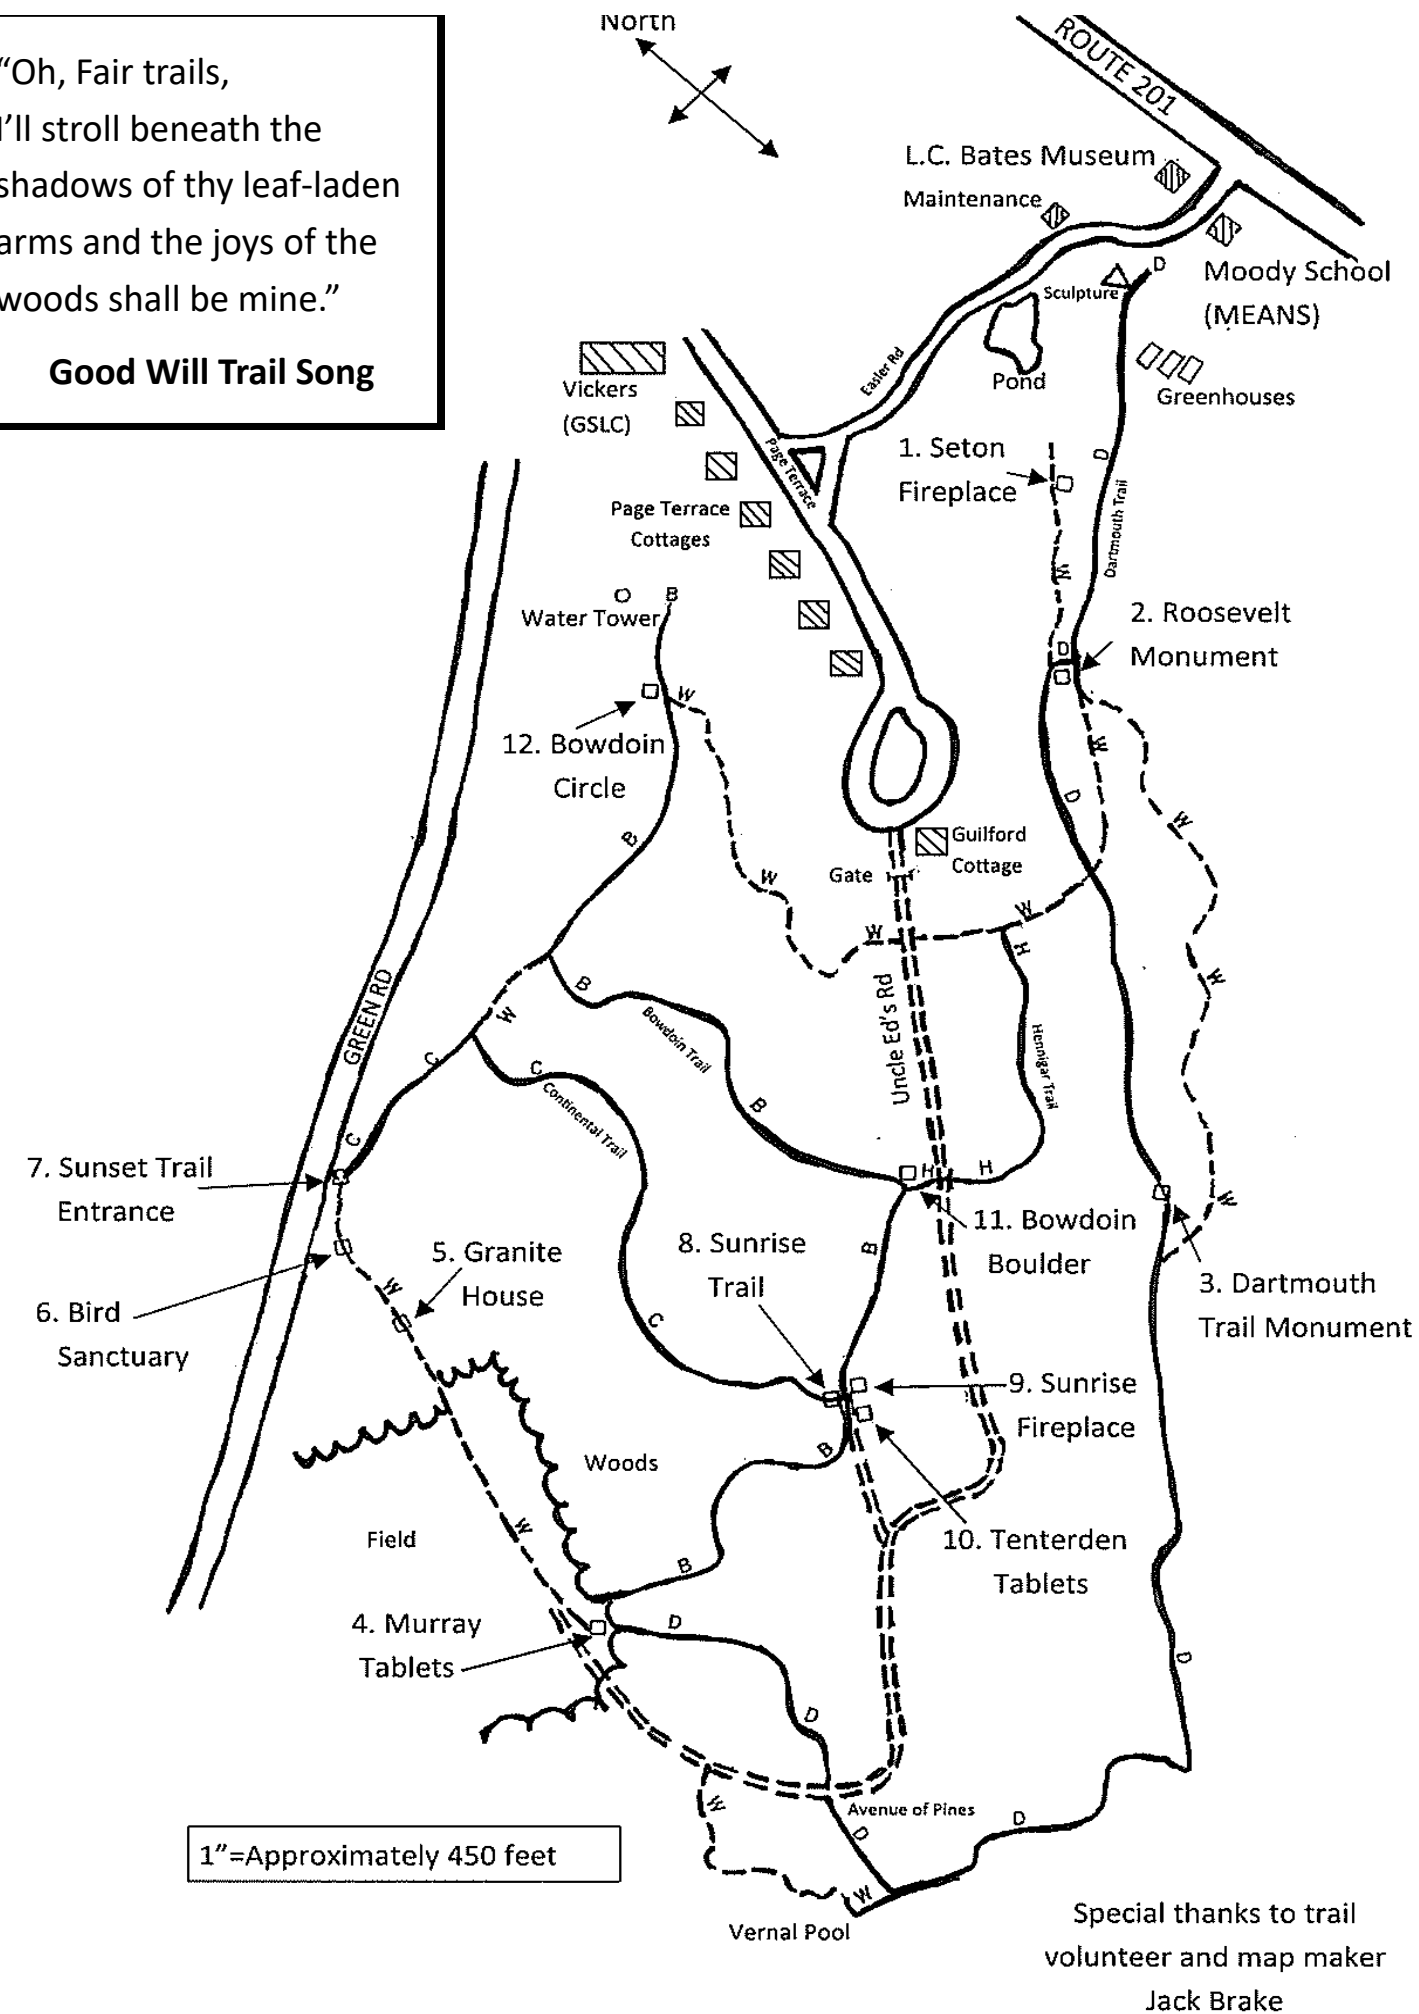 “Oh, Fair trails,
I’ll stroll beneath the
shadows of thy leaf-laden
arms and the joys of the
woods shall be mine.”
Good Will Trail Song
North
ROUTE 201
L.C. Bates Museum
Maintenance
D
Moody School
(MEANS)
Sculpture
Pond
Easler Rd
Greenhouses
Vickers
(GSLC)
Page Terrace
1. Seton
Fireplace
D
Dartmouth Trail
W
Page Terrace
Cottages
B
Water Tower
2. Roosevelt
Monument
D
W
12. Bowdoin
Circle
W
D
W
B
Guilford
Cottage
Gate
W
W
W
H
W
GREEN RD
B
W
Bowdoin Trail
Uncle Ed’s Rd
Hennigar Trail
C
C
Continental Trail
B
C
7. Sunset Trail
Entrance
H
H
W
11. Bowdoin
Boulder
B
5. Granite
House
8. Sunrise
Trail
6. Bird
Sanctuary
W
3. Dartmouth
Trail Monument
C
9. Sunrise
Fireplace
B
Woods
W
Field
10. Tenterden
Tablets
B
4. Murray
Tablets
D
D
D
W
Avenue of Pines
D
D
1”=Approximately 450 feet
W
Vernal Pool
Special thanks to trail
volunteer and map maker
Jack Brake